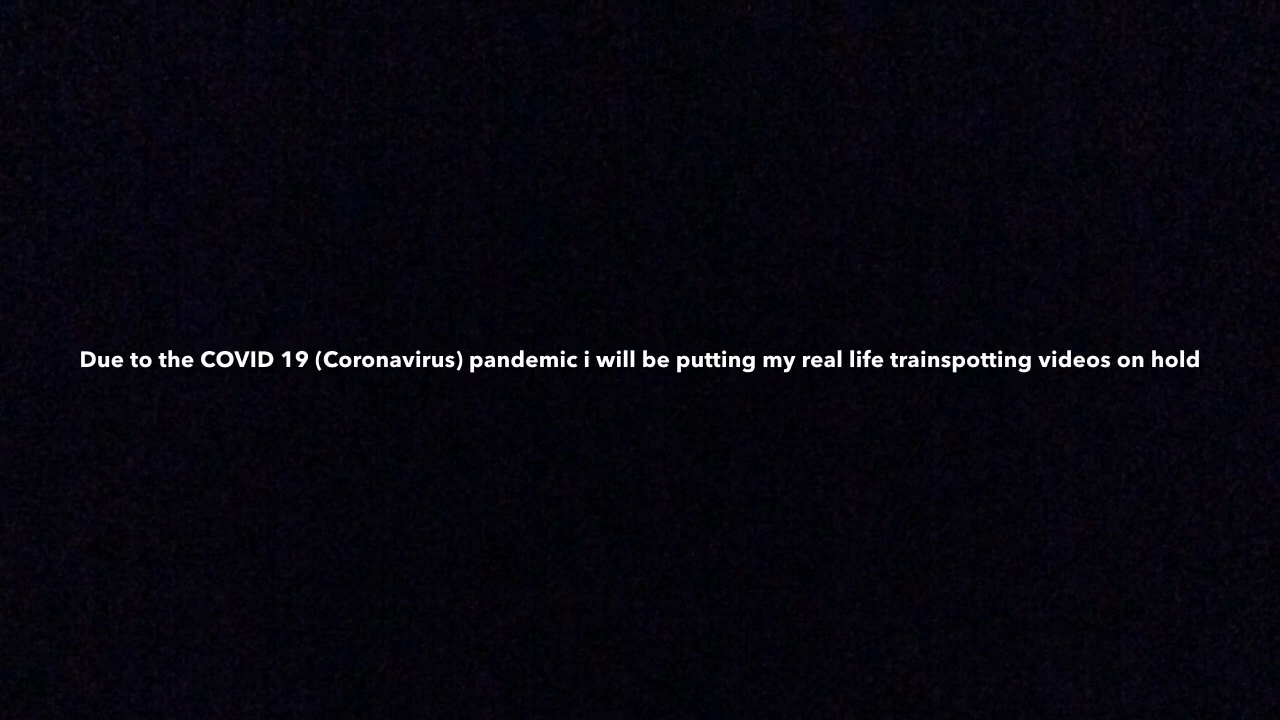 Due to the COVID 19 (Coronavirus) pandemic i will be putting my real life trainspotting videos on hold